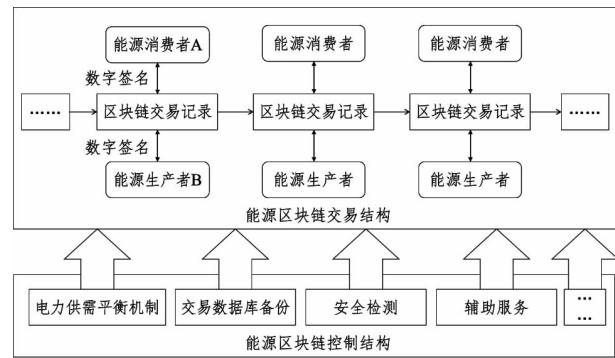 能源消费者A
能源消费者
能源消费者
数字签名
……
区块链交易记录
区块链交易记录
区块链交易记录
……
数字签名
能源生产者B
能源生产者
能源生产者
能源区块链交易结构
电力供需平衡机制
交易数据库备份
安全检测
辅助服务
…
…
能源区块链控制结构